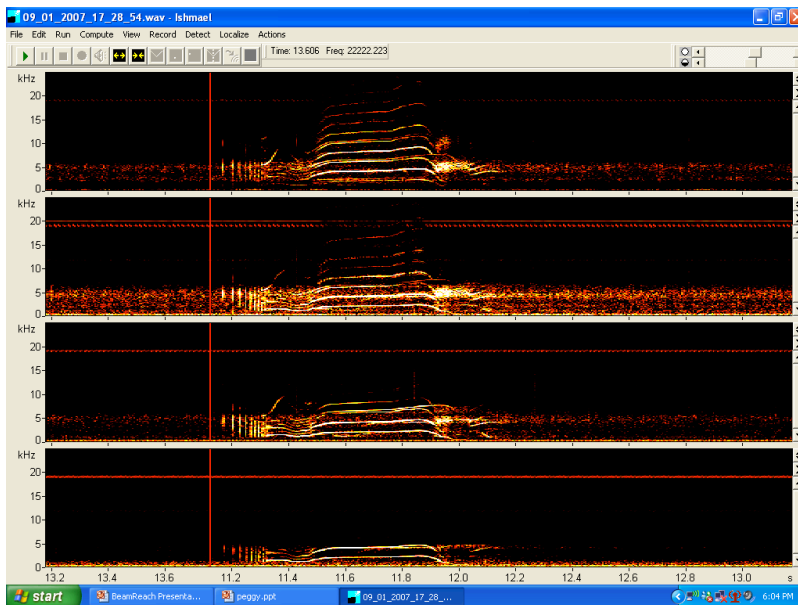 09_01_2007_17_28_54.wav - Ishmael
File Edit Run Compute View Record Detect Localize Actions
Time: 13.606 Freq: 22222.223
kHz
20
15
10
5
0
kHz
20
15
10
5
0
kHz
20
15
10
5
0
kHz
20
15
10
5
0
13.2 13.4 13.6 11.2 11.4 11.6 11.8 12.0 12.2 12.4 12.6 12.8 13.0 s
start BeamReach Presenta... peggy.ppt 09_01_2007_17_28_... 6:04 PM